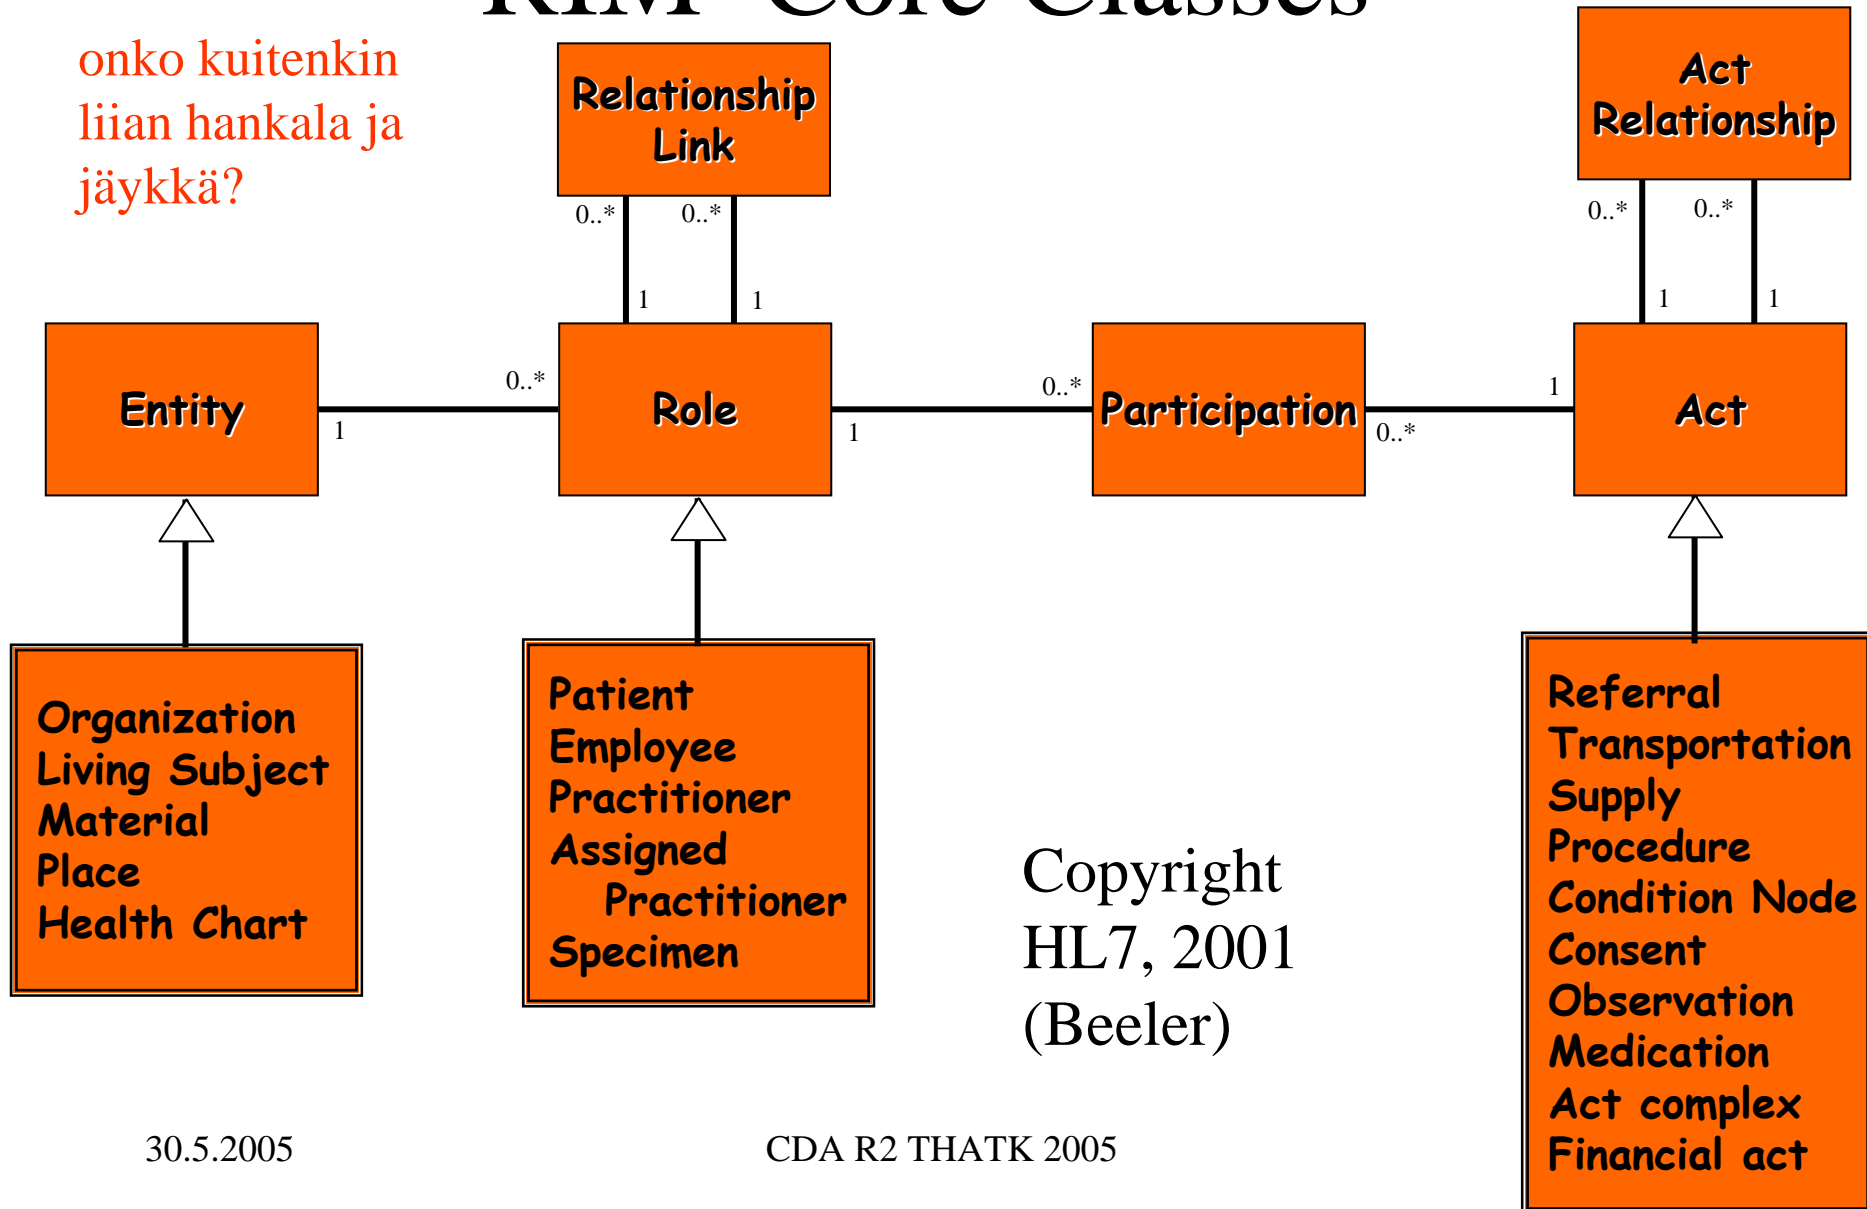 RIM Core Classes
onko kuitenkin
liian hankala ja
jäykkä?
Relationship
Link
Act
Relationship
0..* 0..*
0..* 0..*
1 1
1 1
Entity
1
0..*
Role
1
0..*
Participation
0..*
1
Act
Organization
Living Subject
Material
Place
Health Chart
Patient
Employee
Practitioner
Assigned
Practitioner
Specimen
Referral
Transportation
Supply
Procedure
Condition Node
Consent
Observation
Medication
Act complex
Financial act
Copyright
HL7, 2001
(Beeler)
30.5.2005
CDA R2 THATK 2005